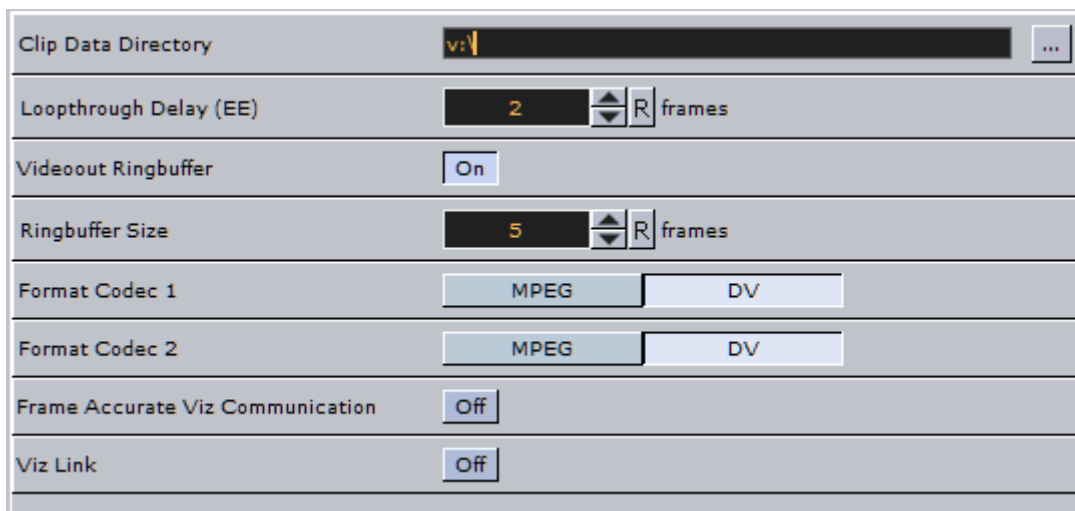 Clip Data Directory v:\ ...
Loopthrough Delay (EE) 2 R frames
Videoout Ringbuffer On
Ringbuffer Size 5 R frames
Format Codec 1 MPEG DV
Format Codec 2 MPEG DV
Frame Accurate Viz Communication Off
Viz Link Off